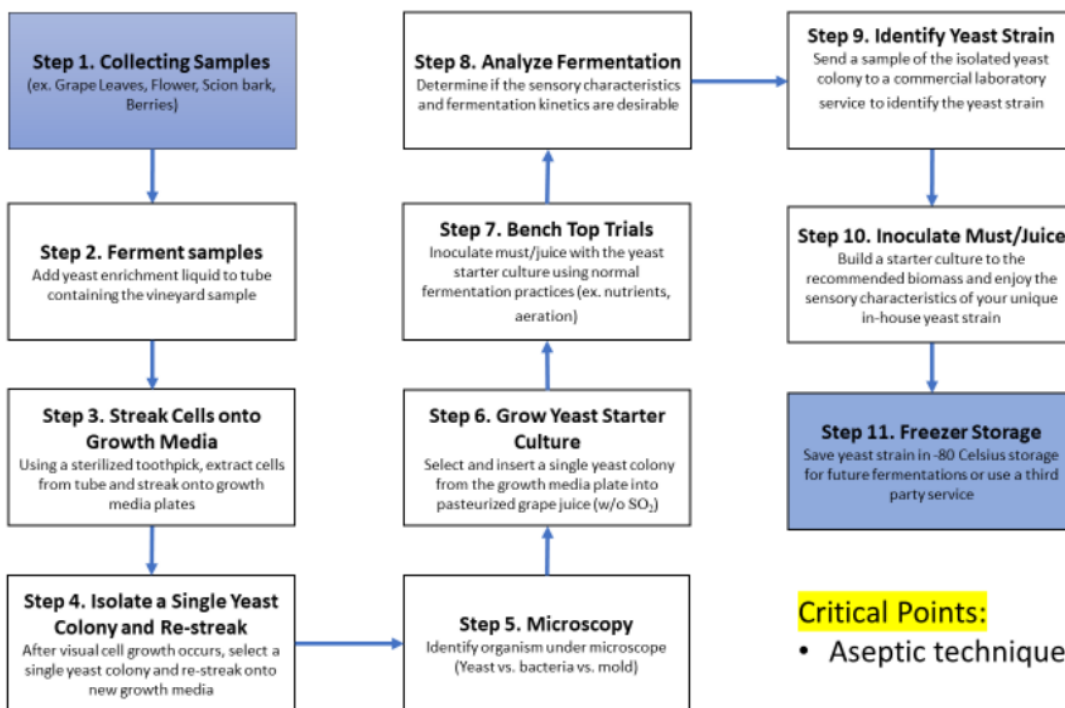 Step 1. Collecting Samples
(ex. Grape Leaves, Flower, Scion bark,
Berries)
Step 2. Ferment samples
Add yeast enrichment liquid to tube
containing the vineyard sample
Step 3. Streak Cells onto
Growth Media
Using a sterilized toothpick, extract cells
from tube and streak onto growth
media plates
Step 4. Isolate a Single Yeast
Colony and Re-streak
After visual cell growth occurs, select a
single yeast colony and re-streak onto
new growth media
Step 5. Microscopy
Identify organism under microscope
(Yeast vs. bacteria vs. mold)
Step 6. Grow Yeast Starter
Culture
Select and insert a single yeast colony
from the growth media plate into
pasteurized grape juice (w/o SO₂)
Step 7. Bench Top Trials
Inoculate must/juice with the yeast
starter culture using normal
fermentation practices (ex. nutrients,
aeration)
Step 8. Analyze Fermentation
Determine if the sensory characteristics
and fermentation kinetics are desirable
Step 9. Identify Yeast Strain
Send a sample of the isolated yeast
colony to a commercial laboratory
service to identify the yeast strain
Step 10. Inoculate Must/Juice
Build a starter culture to the
recommended biomass and enjoy the
sensory characteristics of your unique
in-house yeast strain
Step 11. Freezer Storage
Save yeast strain in -80 Celsius storage
for future fermentations or use a third
party service
Critical Points:
• Aseptic technique